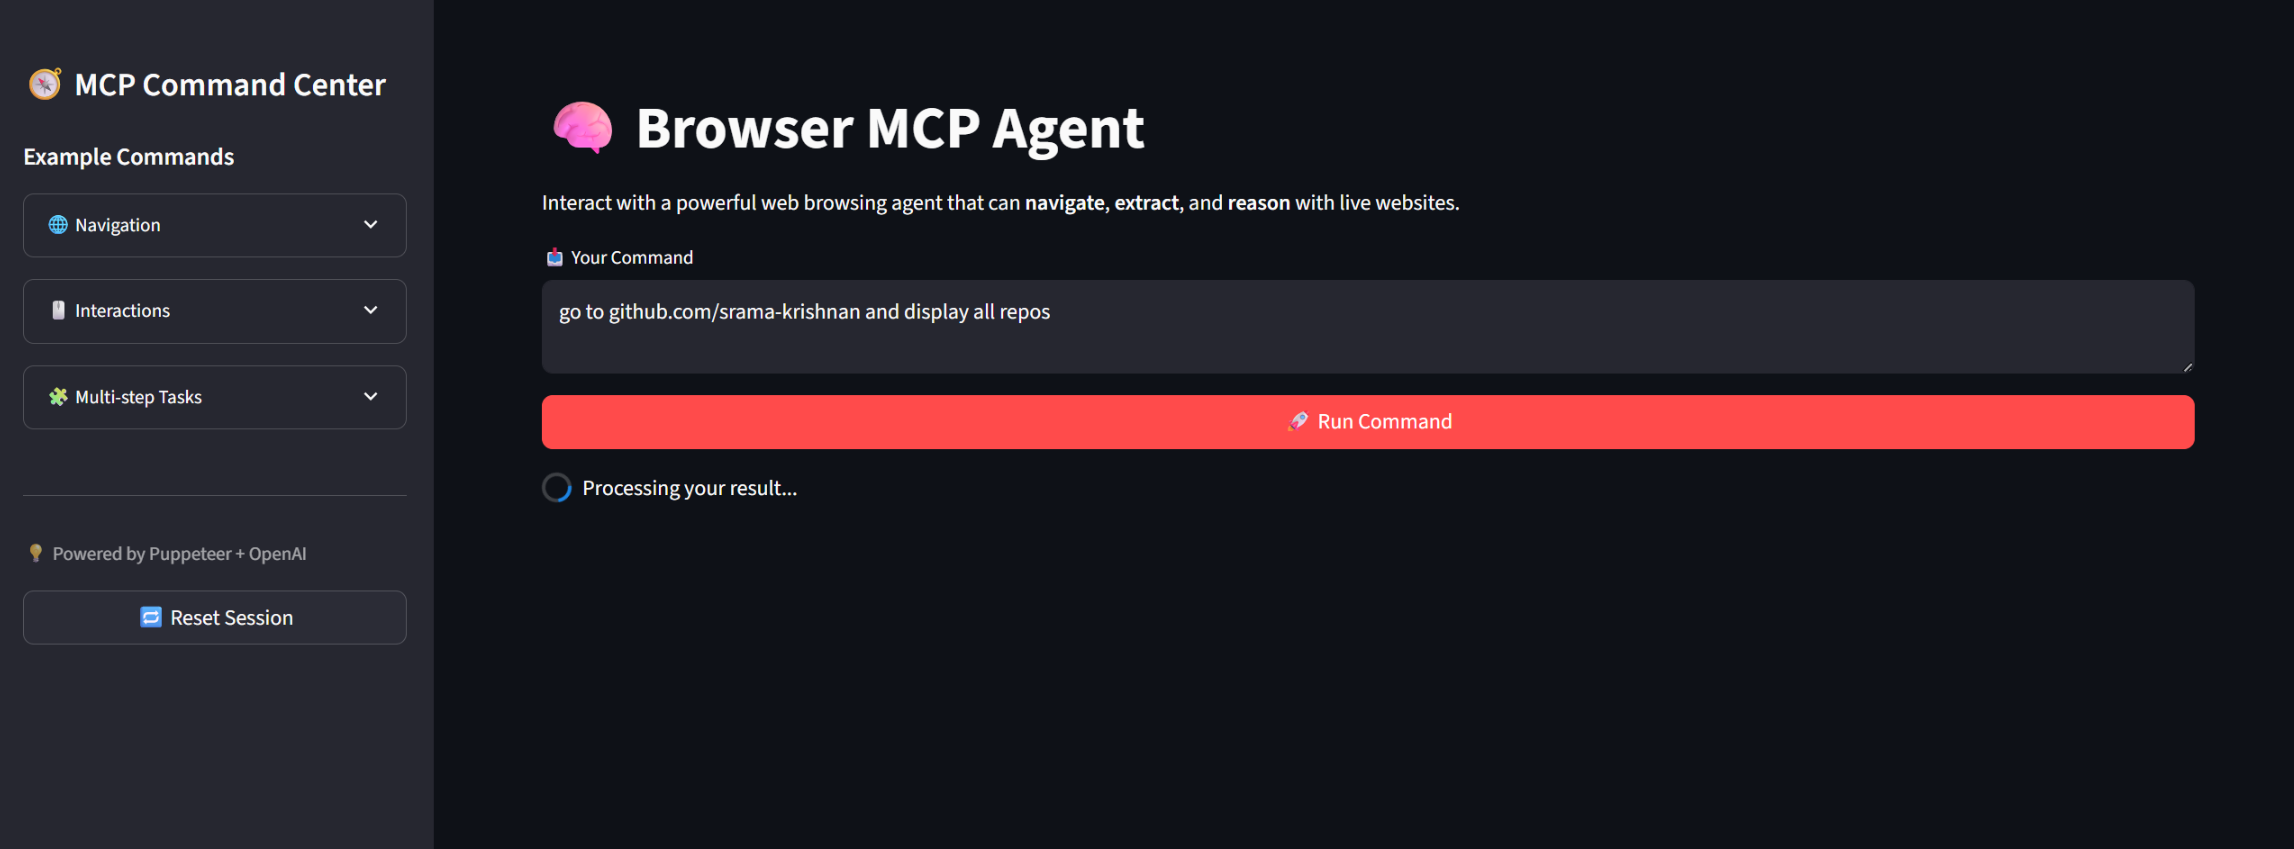 MCP Command Center
Example Commands
Navigation
Interactions
Multi-step Tasks
Powered by Puppeteer + OpenAI
Reset Session
Browser MCP Agent
Interact with a powerful web browsing agent that can navigate, extract, and reason with live websites.
Your Command
go to github.com/srama-krishnan and display all repos
Run Command
Processing your result...